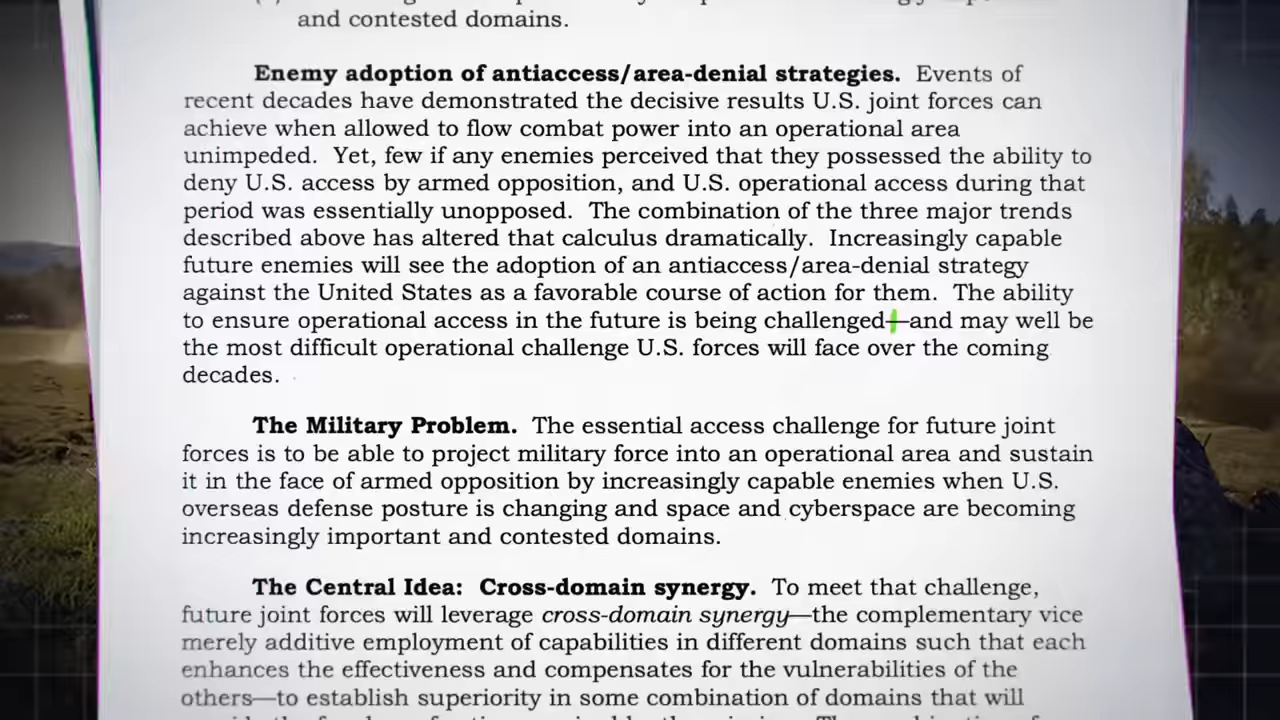 and contested domains.
Enemy adoption of antiaccess/area-denial strategies. Events of
recent decades have demonstrated the decisive results U.S. joint forces can
achieve when allowed to flow combat power into an operational area
unimpeded. Yet, few if any enemies perceived that they possessed the ability to
deny U.S. access by armed opposition, and U.S. operational access during that
period was essentially unopposed. The combination of the three major trends
described above has altered that calculus dramatically. Increasingly capable
future enemies will see the adoption of an antiaccess/area-denial strategy
against the United States as a favorable course of action for them. The ability
to ensure operational access in the future is being challenged—and may well be
the most difficult operational challenge U.S. forces will face over the coming
decades.
The Military Problem. The essential access challenge for future joint
forces is to be able to project military force into an operational area and sustain
it in the face of armed opposition by increasingly capable enemies when U.S.
overseas defense posture is changing and space and cyberspace are becoming
increasingly important and contested domains.
The Central Idea: Cross-domain synergy. To meet that challenge,
future joint forces will leverage cross-domain synergy—the complementary vice
merely additive employment of capabilities in different domains such that each
enhances the effectiveness and compensates for the vulnerabilities of the
others—to establish superiority in some combination of domains that will